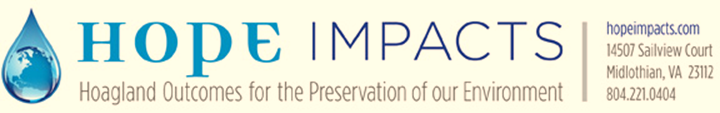 HOPE IMPACTS
Hoagland Outcomes for the Preservation of our Environment
hopeimpacts.com
14507 Sailview Court
Midlothian, VA 23112
804.221.0404